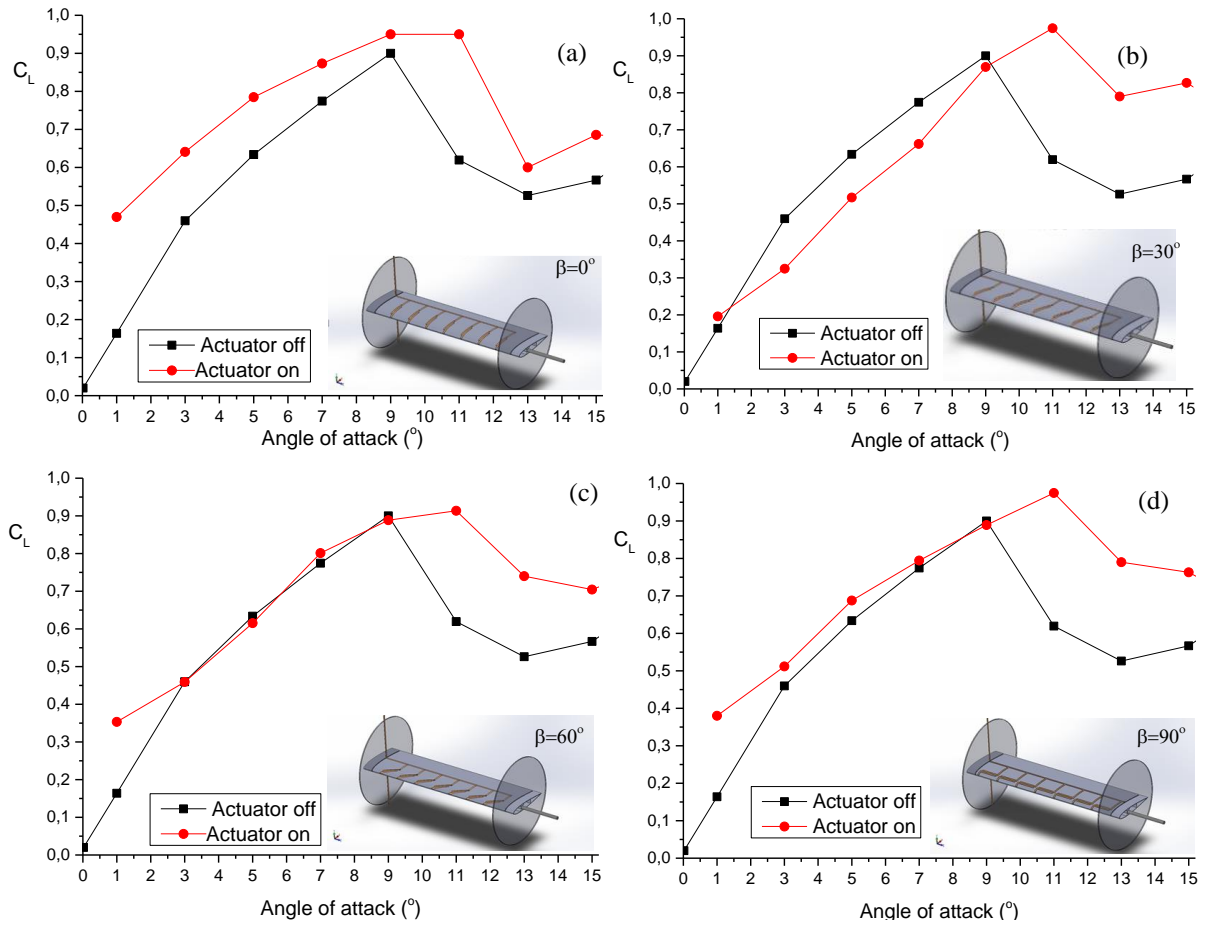 (a)
C_L
1,0
0,9
0,8
0,7
0,6
0,5
0,4
0,3
0,2
0,1
0,0
β=0°
Actuator off
Actuator on
0 1 2 3 4 5 6 7 8 9 10 11 12 13 14 15
Angle of attack (°)
(b)
C_L
1,0
0,9
0,8
0,7
0,6
0,5
0,4
0,3
0,2
0,1
0,0
β=30°
Actuator off
Actuator on
0 1 2 3 4 5 6 7 8 9 10 11 12 13 14 15
Angle of attack (°)
(c)
C_L
1,0
0,9
0,8
0,7
0,6
0,5
0,4
0,3
0,2
0,1
0,0
β=60°
Actuator off
Actuator on
0 1 2 3 4 5 6 7 8 9 10 11 12 13 14 15
Angle of attack (°)
(d)
C_L
1,0
0,9
0,8
0,7
0,6
0,5
0,4
0,3
0,2
0,1
0,0
β=90°
Actuator off
Actuator on
0 1 2 3 4 5 6 7 8 9 10 11 12 13 14 15
Angle of attack (°)